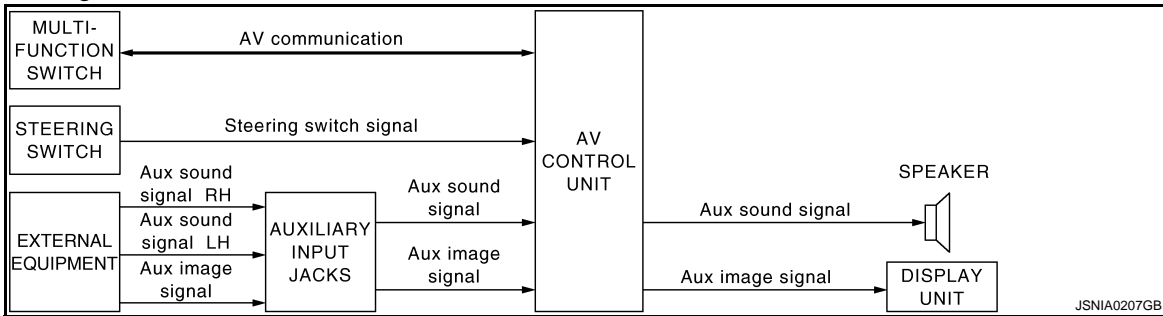 MULTI-
FUNCTION
SWITCH
AV communication
STEERING
SWITCH
Steering switch signal
EXTERNAL
EQUIPMENT
Aux sound
signal RH
Aux sound
signal LH
Aux image
signal
AUXILIARY
INPUT
JACKS
Aux sound
signal
Aux image
signal
AV
CONTROL
UNIT
Aux sound signal
SPEAKER
Aux image signal
DISPLAY
UNIT
JSNIA0207GB